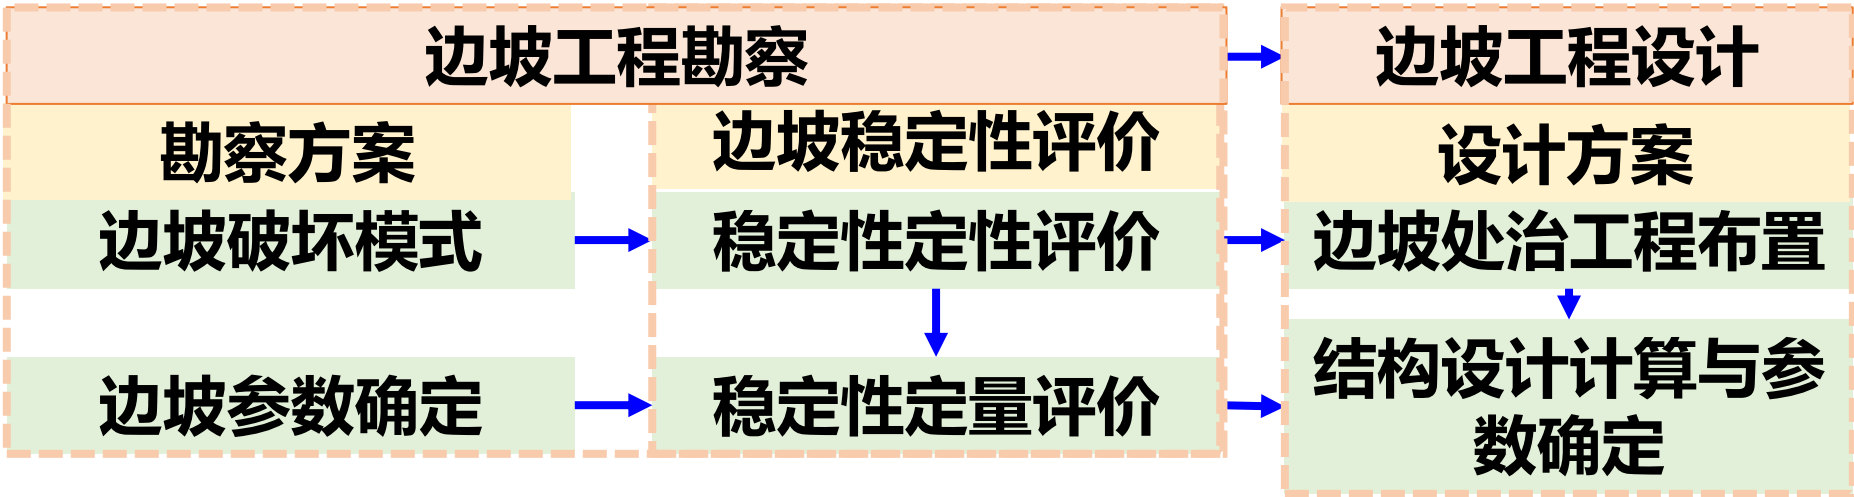 边坡工程勘察
边坡工程设计
勘察方案
边坡稳定性评价
设计方案
边坡破坏模式
稳定性定性评价
边坡处治工程布置
边坡参数确定
稳定性定量评价
结构设计计算与参
数确定